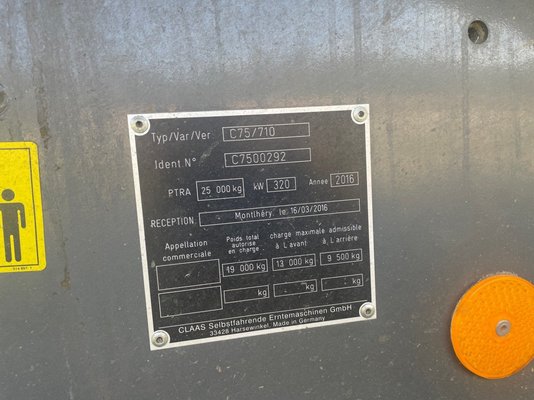 Typ/Var/Ver C75/710
Ident N° C7500292
PTRA 25 000 kg kW 320 Annee 2016
RECEPTION Montlhéry le 16/03/2016
Appellation commerciale
Poids total autorisé en charge
charge maximale admissible
à L'avant à L'arrière
19 000 kg 13 000 kg 9 500 kg
kg kg kg
CLAAS Selbstfahrende Erntemaschinen GmbH
33428 Harsewinkel, Made in Germany